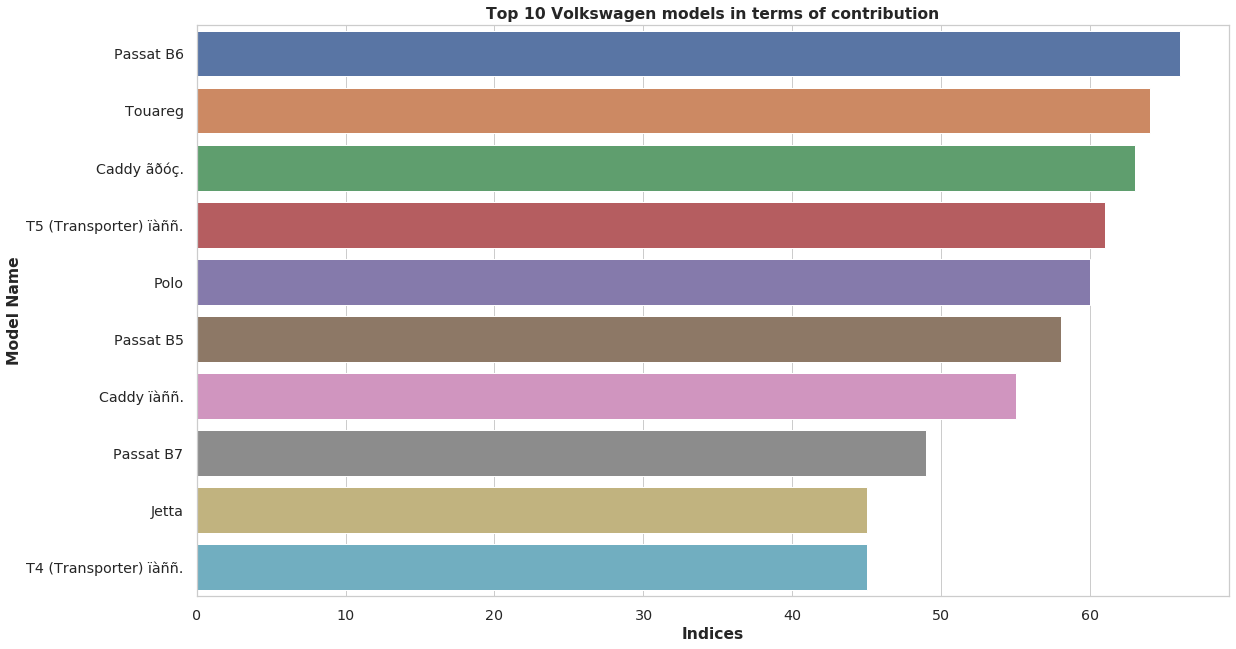 Top 10 Volkswagen models in terms of contribution
Model Name
Passat B6
Touareg
Caddy ãðóç.
T5 (Transporter) ïàññ.
Polo
Passat B5
Caddy ïàññ.
Passat B7
Jetta
T4 (Transporter) ïàññ.
0 10 20 30 40 50 60
Indices